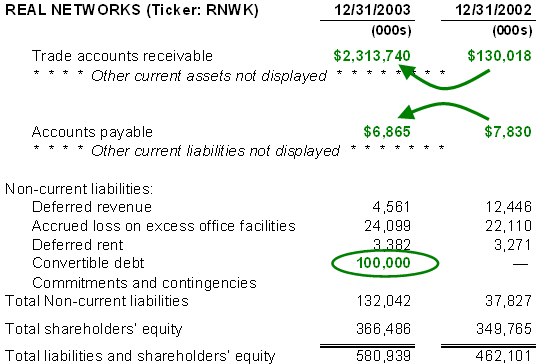 REAL NETWORKS (Ticker: RNWK) 12/31/2003 12/31/2002
(000s) (000s)
Trade accounts receivable $2,313,740 $130,018
* * * * Other current assets not displayed * * * * * * * *
Accounts payable $6,865 $7,830
* * * * Other current liabilities not displayed * * * * * * *
Non-current liabilities:
Deferred revenue 4,561 12,446
Accrued loss on excess office facilities 24,099 22,110
Deferred rent 3,382 3,271
Convertible debt 100,000 —
Commitments and contingencies
Total Non-current liabilities 132,042 37,827
Total shareholders' equity 366,486 349,765
Total liabilities and shareholders' equity 580,939 462,101